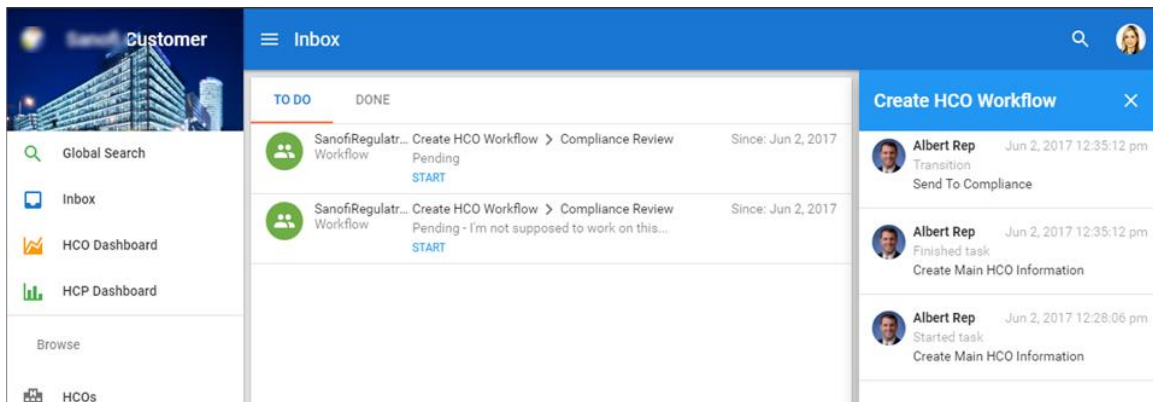 Customer
Inbox
Global Search
Inbox
HCO Dashboard
HCP Dashboard
Browse
HCOs
TO DO DONE
SanofiRegulatr... Create HCO Workflow > Compliance Review Since: Jun 2, 2017
Workflow Pending
START
SanofiRegulatr... Create HCO Workflow > Compliance Review Since: Jun 2, 2017
Workflow Pending - I'm not supposed to work on this...
START
Create HCO Workflow
Albert Rep Jun 2, 2017 12:35:12 pm
Transition
Send To Compliance
Albert Rep Jun 2, 2017 12:35:12 pm
Finished task
Create Main HCO Information
Albert Rep Jun 2, 2017 12:28:06 pm
Started task
Create Main HCO Information